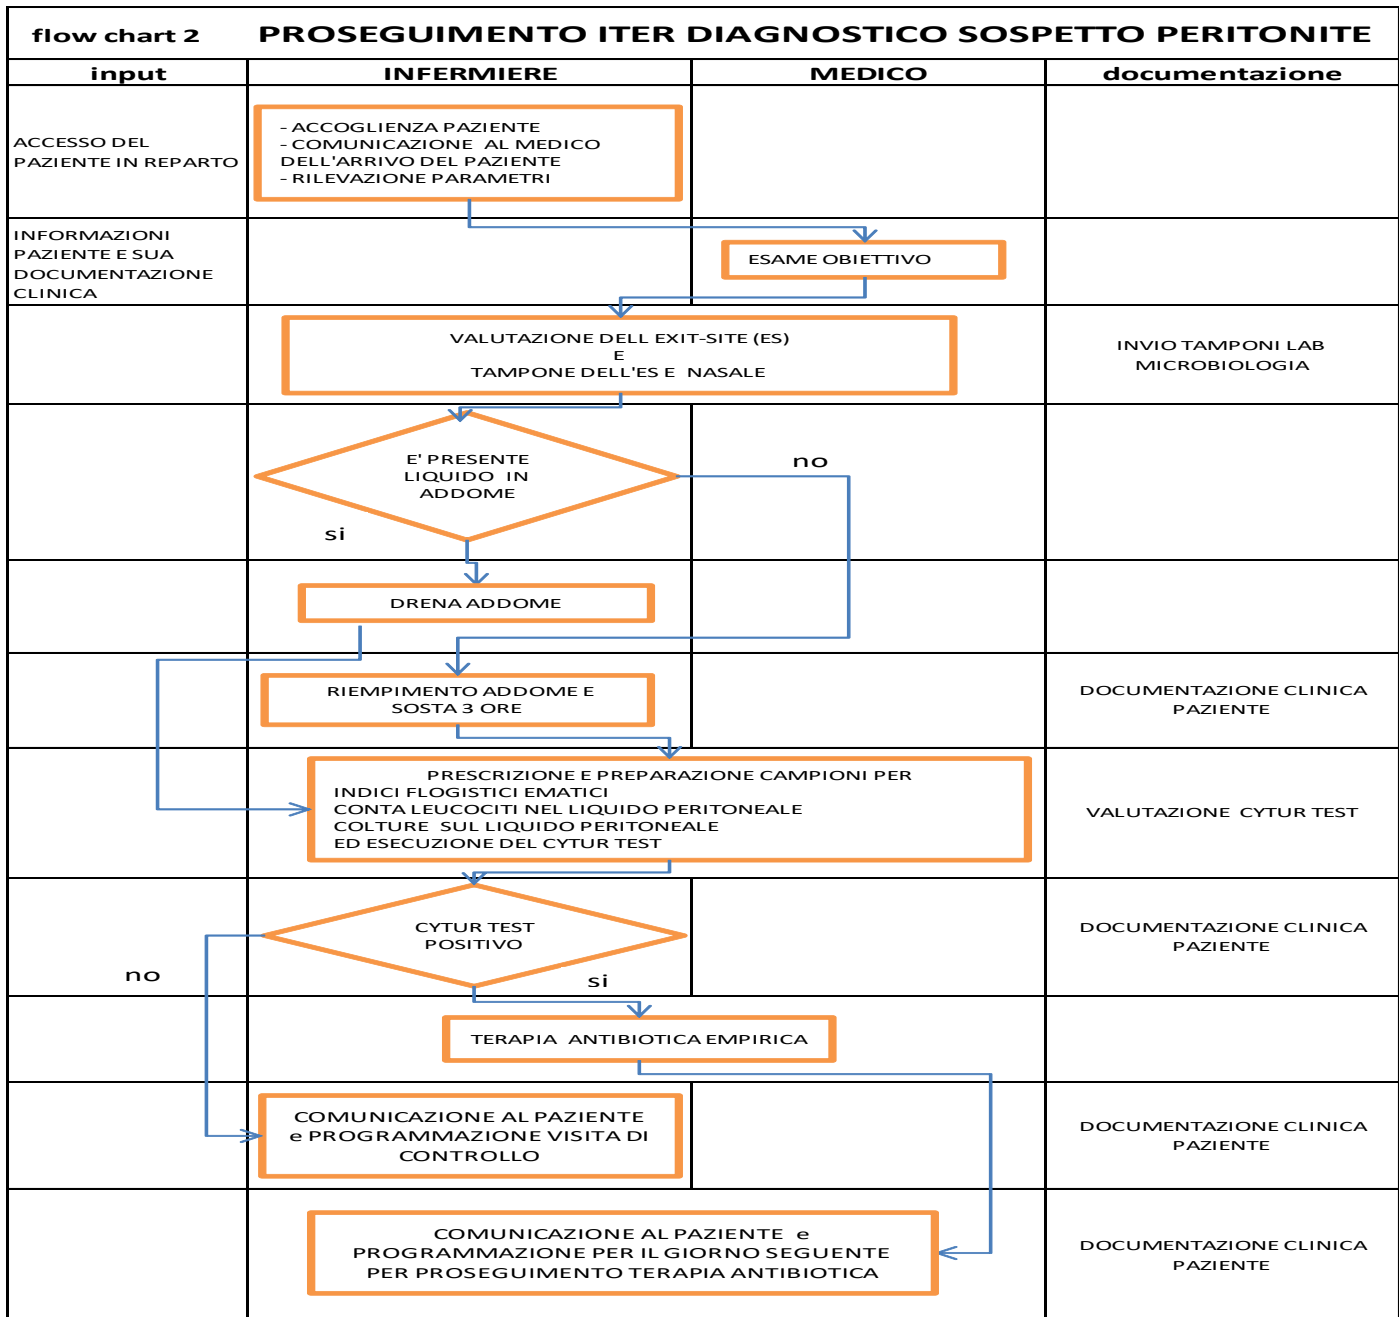 flow chart 2 PROSEGUIMENTO ITER DIAGNOSTICO SOSPETTO PERITONITE
input INFERMIERE MEDICO documentazione
ACCESSO DEL
PAZIENTE IN REPARTO
- ACCOGLIENZA PAZIENTE
- COMUNICAZIONE AL MEDICO
DELL'ARRIVO DEL PAZIENTE
- RILEVAZIONE PARAMETRI
INFORMAZIONI
PAZIENTE E SUA
DOCUMENTAZIONE
CLINICA
ESAME OBIETTIVO
VALUTAZIONE DELL EXIT-SITE (ES)
E
TAMPONE DELL'ES E NASALE
INVIO TAMPONI LAB
MICROBIOLOGIA
E' PRESENTE
LIQUIDO IN
ADDOME
no
si
DRENA ADDOME
RIEMPIMENTO ADDOME E
SOSTA 3 ORE
DOCUMENTAZIONE CLINICA
PAZIENTE
PRESCRIZIONE E PREPARAZIONE CAMPIONI PER
INDICI FLOGISTICI EMATICI
CONTA LEUCOCITI NEL LIQUIDO PERITONEALE
COLTURE SUL LIQUIDO PERITONEALE
ED ESECUZIONE DEL CYTUR TEST
VALUTAZIONE CYTUR TEST
CYTUR TEST
POSITIVO
DOCUMENTAZIONE CLINICA
PAZIENTE
no
si
TERAPIA ANTIBIOTICA EMPIRICA
COMUNICAZIONE AL PAZIENTE
e PROGRAMMAZIONE VISITA DI
CONTROLLO
DOCUMENTAZIONE CLINICA
PAZIENTE
COMUNICAZIONE AL PAZIENTE e
PROGRAMMAZIONE PER IL GIORNO SEGUENTE
PER PROSEGUIMENTO TERAPIA ANTIBIOTICA
DOCUMENTAZIONE CLINICA
PAZIENTE